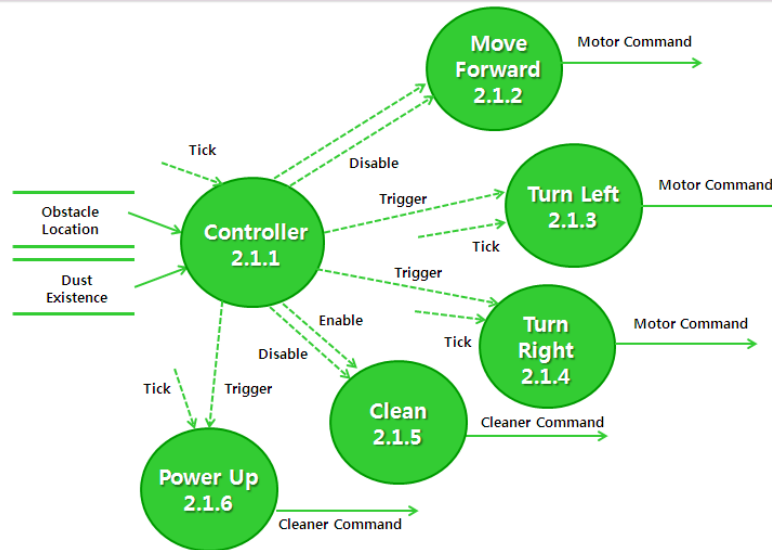 Move
Forward
2.1.2
Motor Command
Tick
Disable
Obstacle
Location
Controller
2.1.1
Trigger
Turn Left
2.1.3
Motor Command
Tick
Dust
Existence
Trigger
Turn
Right
2.1.4
Motor Command
Tick
Enable
Disable
Clean
2.1.5
Cleaner Command
Tick
Trigger
Power Up
2.1.6
Cleaner Command